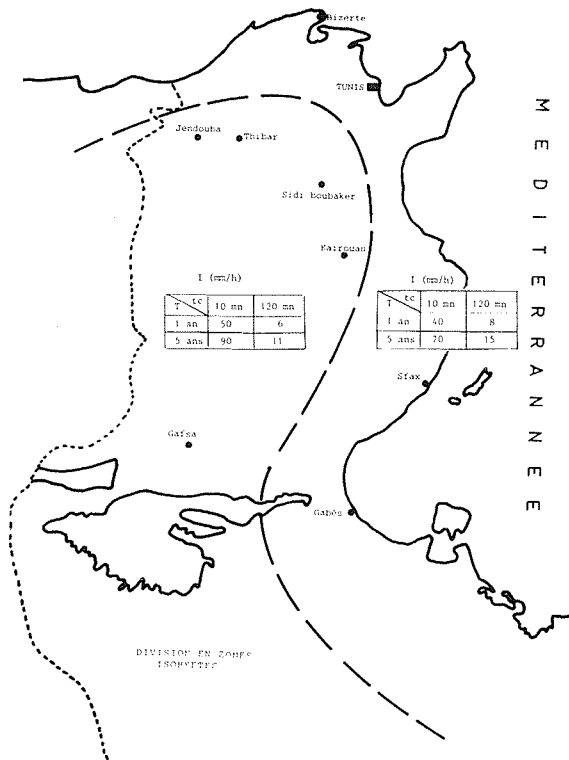 Bizerte
TUNIS
MEDITERRANNEE
Jendouba
Thibar
Sidi boubaker
Kairouan
I (mm/h)
T tc 10 mn 120 mn
1 an 50 6
5 ans 90 11
I (mm/h)
T tc 10 mn 120 mn
1 an 40 8
5 ans 70 15
Sfax
Gafsa
Gabès
DIVISION EN ZONES